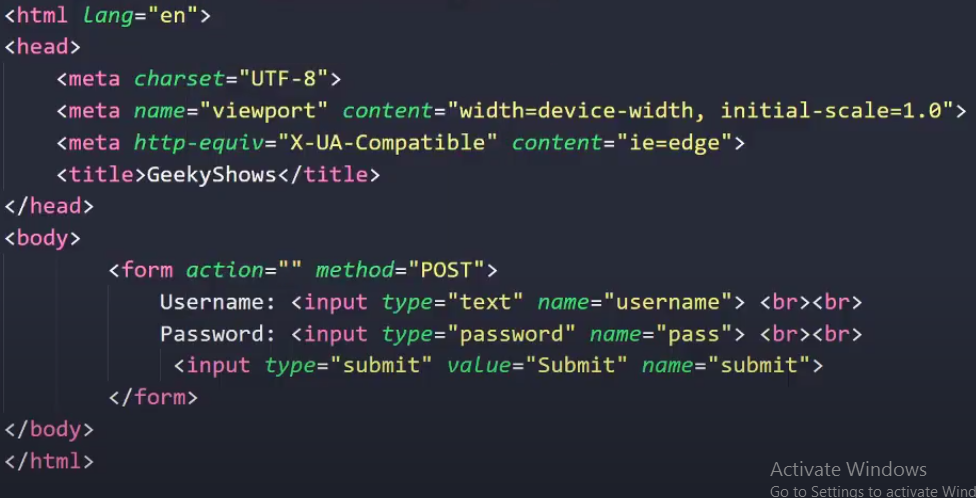 <html lang="en">
<head>
    <meta charset="UTF-8">
    <meta name="viewport" content="width=device-width, initial-scale=1.0">
    <meta http-equiv="X-UA-Compatible" content="ie=edge">
    <title>GeekyShows</title>
</head>
<body>
        <form action="" method="POST">
            Username: <input type="text" name="username"> <br><br>
            Password: <input type="password" name="pass"> <br><br>
             <input type="submit" value="Submit" name="submit">
        </form>
</body>
</html>
Activate Windows
Go to Settings to activate Wind